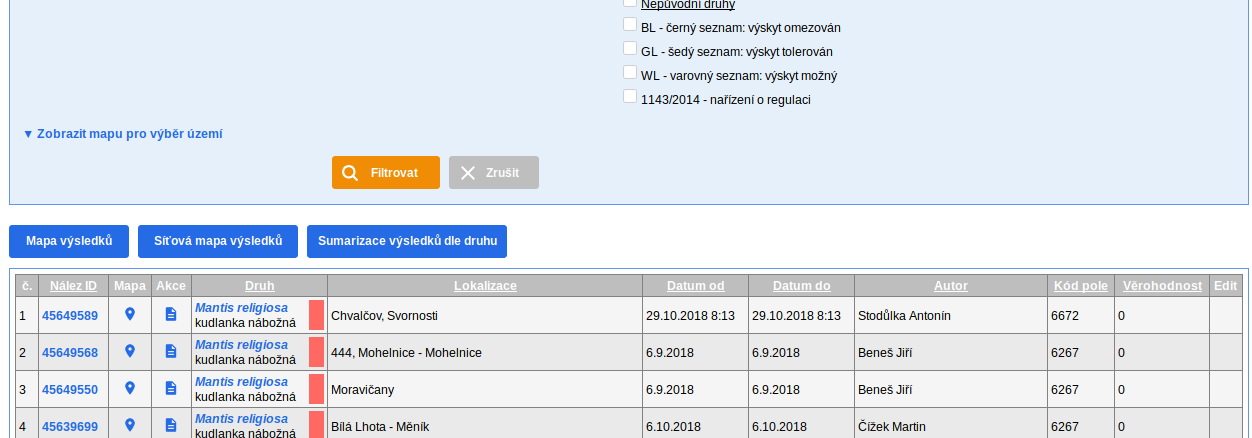 Nepůvodní druhy
BL - černý seznam: výskyt omezován
GL - šedý seznam: výskyt tolerován
WL - varovný seznam: výskyt možný
1143/2014 - nařízení o regulaci
▼ Zobrazit mapu pro výběr území
Filtrovat Zrušit
Mapa výsledků Síťová mapa výsledků Sumarizace výsledků dle druhu
č. Nález ID Mapa Akce Druh Lokalizace Datum od Datum do Autor Kód pole Věrohodnost Edit
1 45649589 Mantis religiosa kudlanka nábožná Chvalčov, Svornosti 29.10.2018 8:13 29.10.2018 8:13 Stodůlka Antonín 6672 0
2 45649568 Mantis religiosa kudlanka nábožná 444, Mohelnice - Mohelnice 6.9.2018 6.9.2018 Beneš Jiří 6267 0
3 45649550 Mantis religiosa kudlanka nábožná Moravičany 6.9.2018 6.9.2018 Beneš Jiří 6267 0
4 45639699 Mantis religiosa kudlanka nábožná Bílá Lhota - Měník 6.10.2018 6.10.2018 Čížek Martin 6267 0